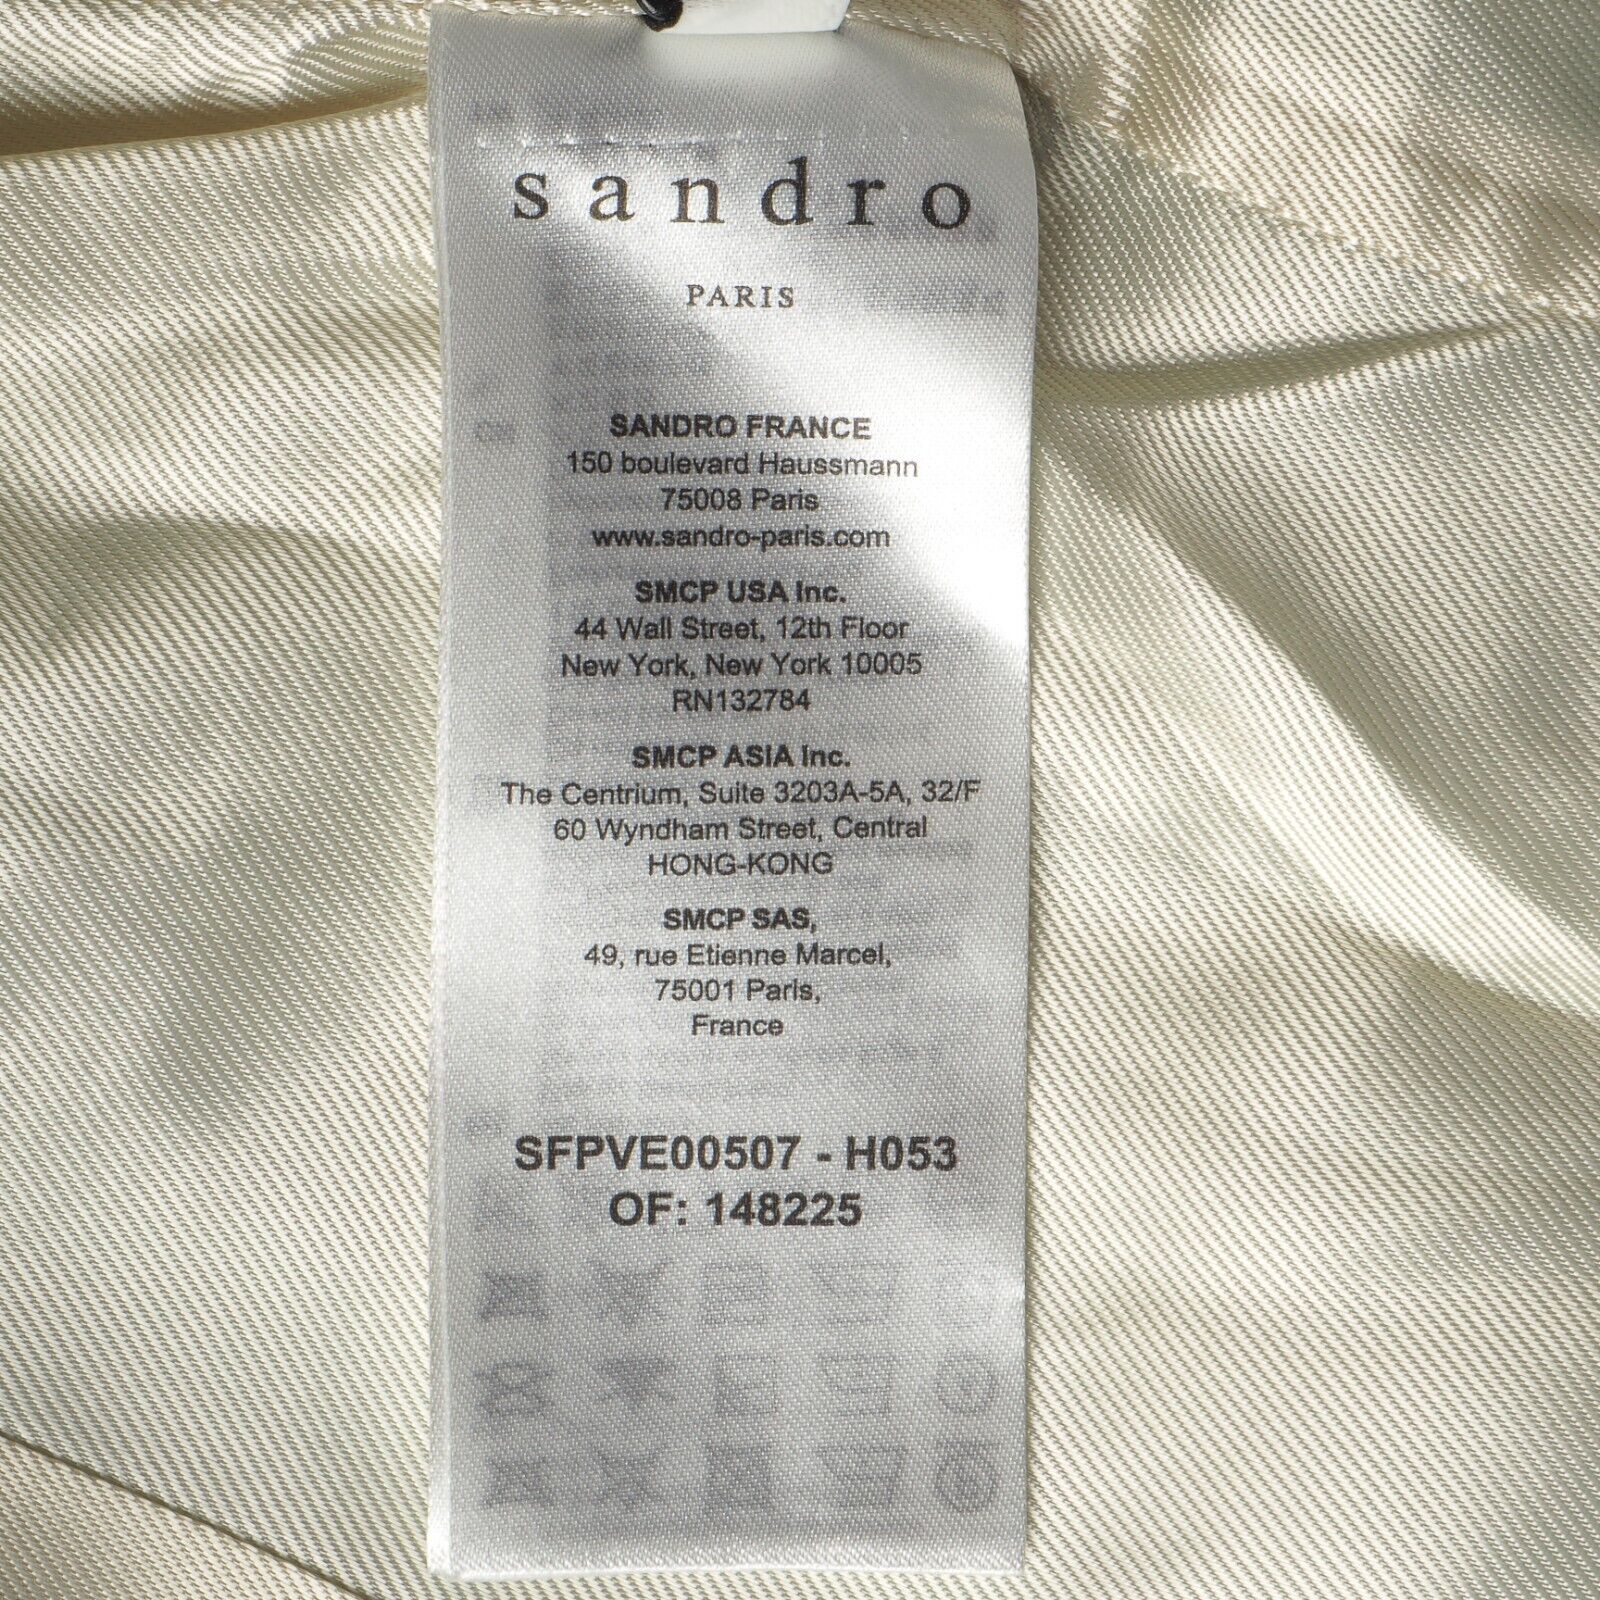 sandro
PARIS
SANDRO FRANCE
150 boulevard Haussmann
75008 Paris
www.sandro-paris.com
SMCP USA Inc.
44 Wall Street, 12th Floor
New York, New York 10005
RN132784
SMCP ASIA Inc.
The Centrium, Suite 3203A-5A, 32/F
60 Wyndham Street, Central
HONG-KONG
SMCP SAS,
49, rue Etienne Marcel,
75001 Paris,
France
SFPVE00507 - H053
OF: 148225